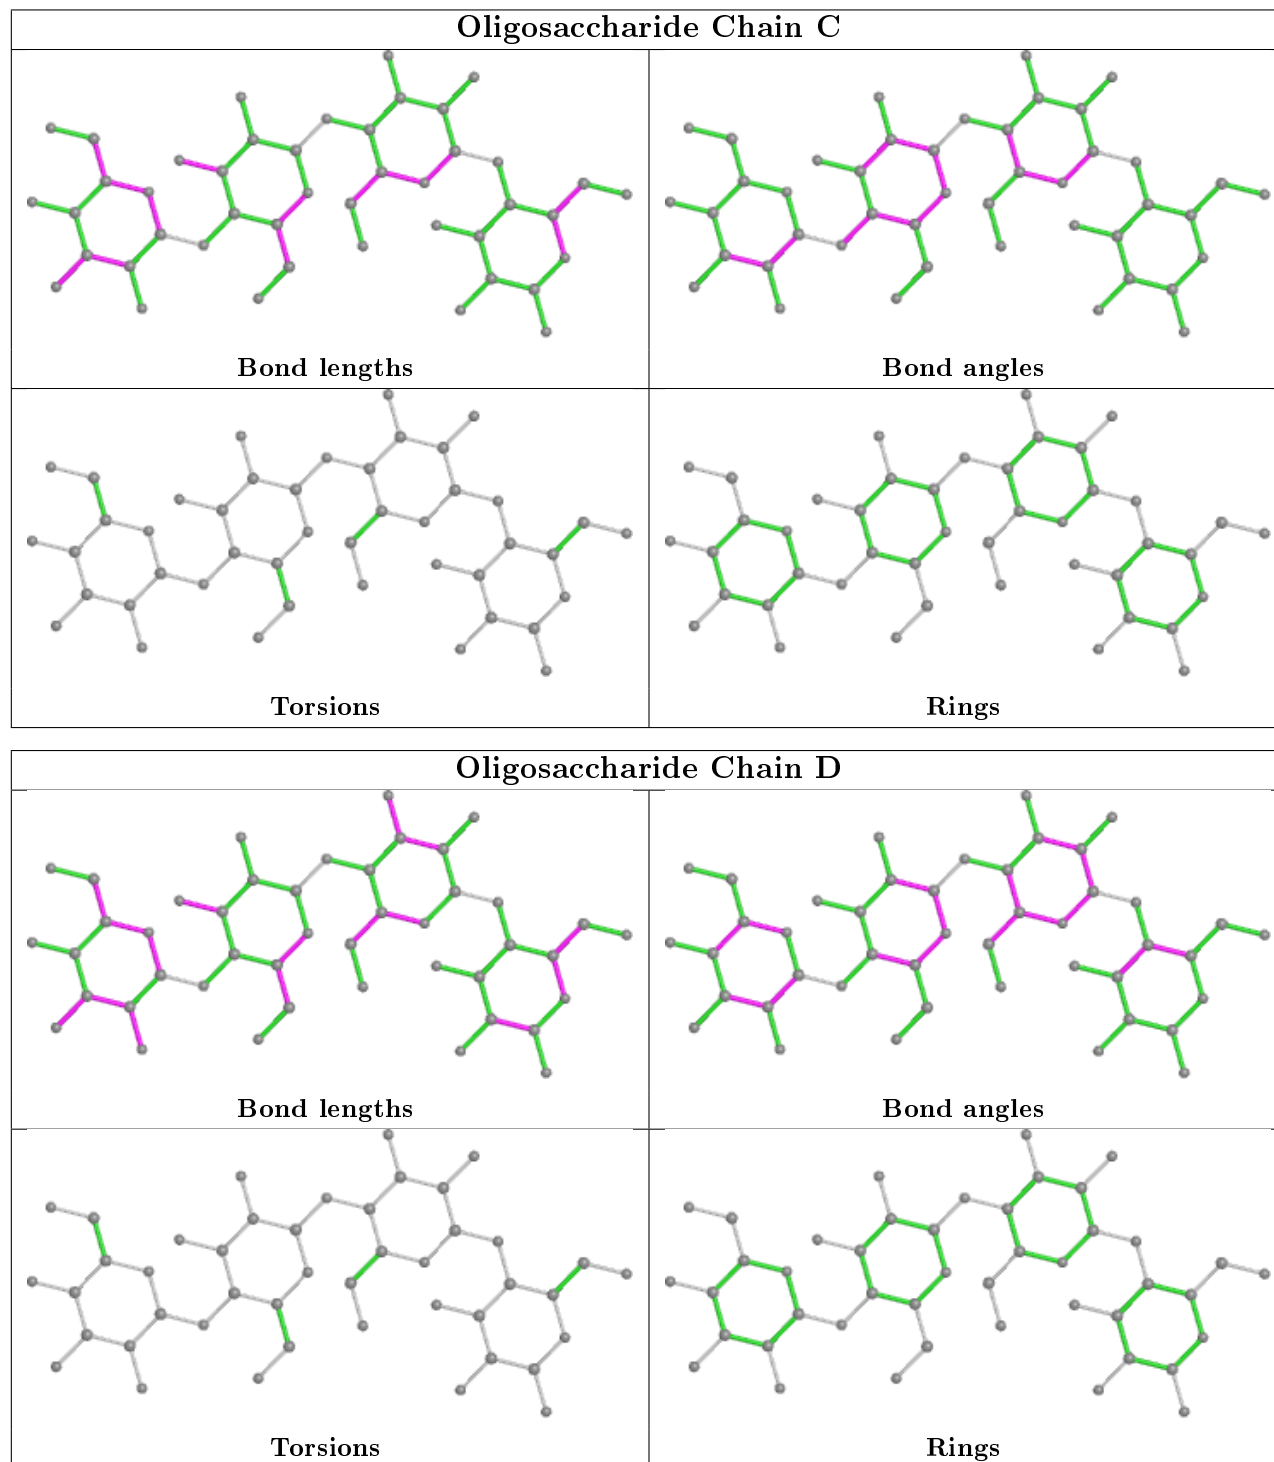 Oligosaccharide Chain C
Bond lengths
Bond angles
Torsions
Rings
Oligosaccharide Chain D
Bond lengths
Bond angles
Torsions
Rings